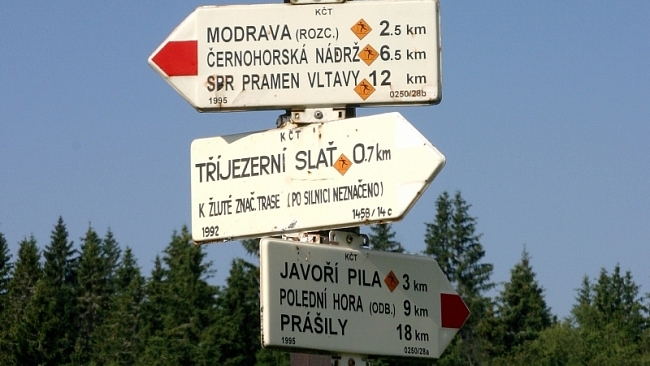 KČT
MODRAVA (ROZC.) 2.5 KM
ČERNOHORSKÁ NÁDRŽ 6.5 KM
SPR PRAMEN VLTAVY 12 KM
1995 0250/28b
KČT
TŘÍJEZERNÍ SLAŤ 0.7 KM
K ŽLUTÉ ZNAČ. TRASE (PO SILNICI NEZNAČENO)
1992 145B/14c
KČT
JAVOŘÍ PILA 3 KM
POLEDNÍ HORA (ODB.) 9 KM
PRÁŠILY 18 KM
1995 0250/28a